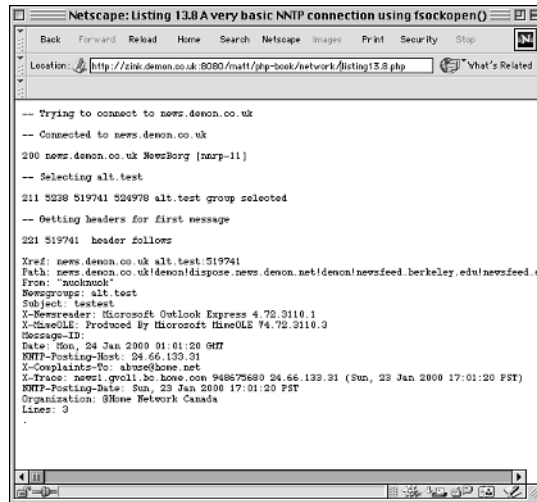 Netscape: Listing 13.8 A very basic NNTP connection using fsockopen()
Back Forward Reload Home Search Netscape Images Print Security Stop
N
Location: http://zink.demon.co.uk:8080/matt/php-book/network/listing13.8.php What's Related
-- Trying to connect to news.demon.co.uk
-- Connected to news.demon.co.uk
200 news.demon.co.uk NewsBorg [nnrp-11]
-- Selecting alt.test
211 5238 519741 524978 alt.test group selected
-- Getting headers for first message
221 519741 header follows
Xref: news.demon.co.uk alt.test:519741
Path: news.demon.co.uk!demon!dispose.news.demon.net!demon!newsfeed.berkeley.edu!newsfeed.
From: "nuoknuok"
Newsgroups: alt.test
Subject: testest
X-Newsreader: Microsoft Outlook Express 4.72.3110.1
X-MimeOLE: Produced By Microsoft MimeOLE V4.72.3110.3
Message-ID:
Date: Mon, 24 Jan 2000 01:01:20 GMT
NNTP-Posting-Host: 24.66.133.31
X-Complaints-To: abuse@home.net
X-Trace: news1.gvcl1.bc.home.com 948675680 24.66.133.31 (Sun, 23 Jan 2000 17:01:20 PST)
NNTP-Posting-Date: Sun, 23 Jan 2000 17:01:20 PST
Organization: @Home Network Canada
Lines: 3
.